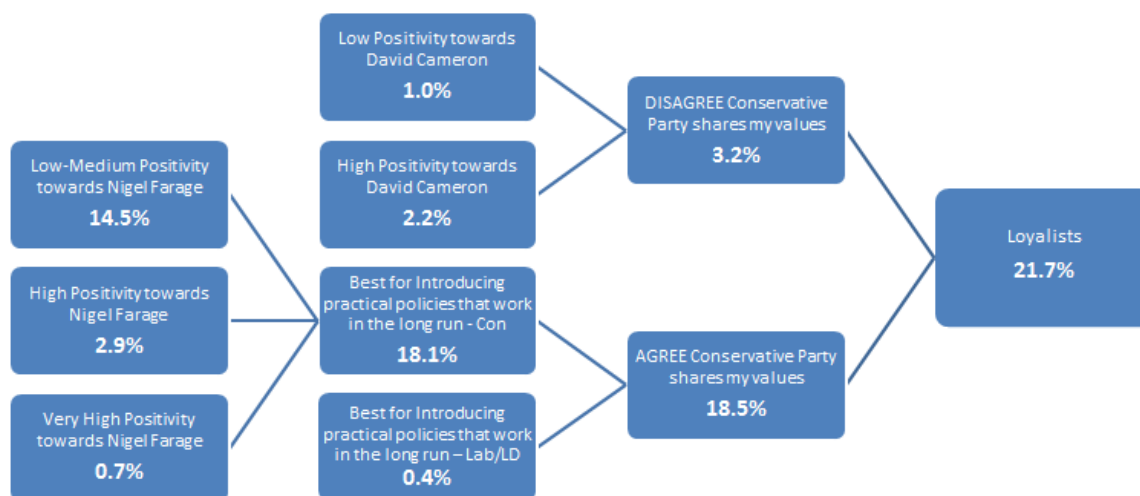 Low Positivity towards
David Cameron
1.0%
DISAGREE Conservative
Party shares my values
3.2%
Low-Medium Positivity
towards Nigel Farage
14.5%
High Positivity towards
David Cameron
2.2%
Loyalists
21.7%
High Positivity towards
Nigel Farage
2.9%
Best for Introducing
practical policies that work
in the long run - Con
18.1%
AGREE Conservative Party
shares my values
18.5%
Very High Positivity
towards Nigel Farage
0.7%
Best for Introducing
practical policies that work
in the long run – Lab/LD
0.4%